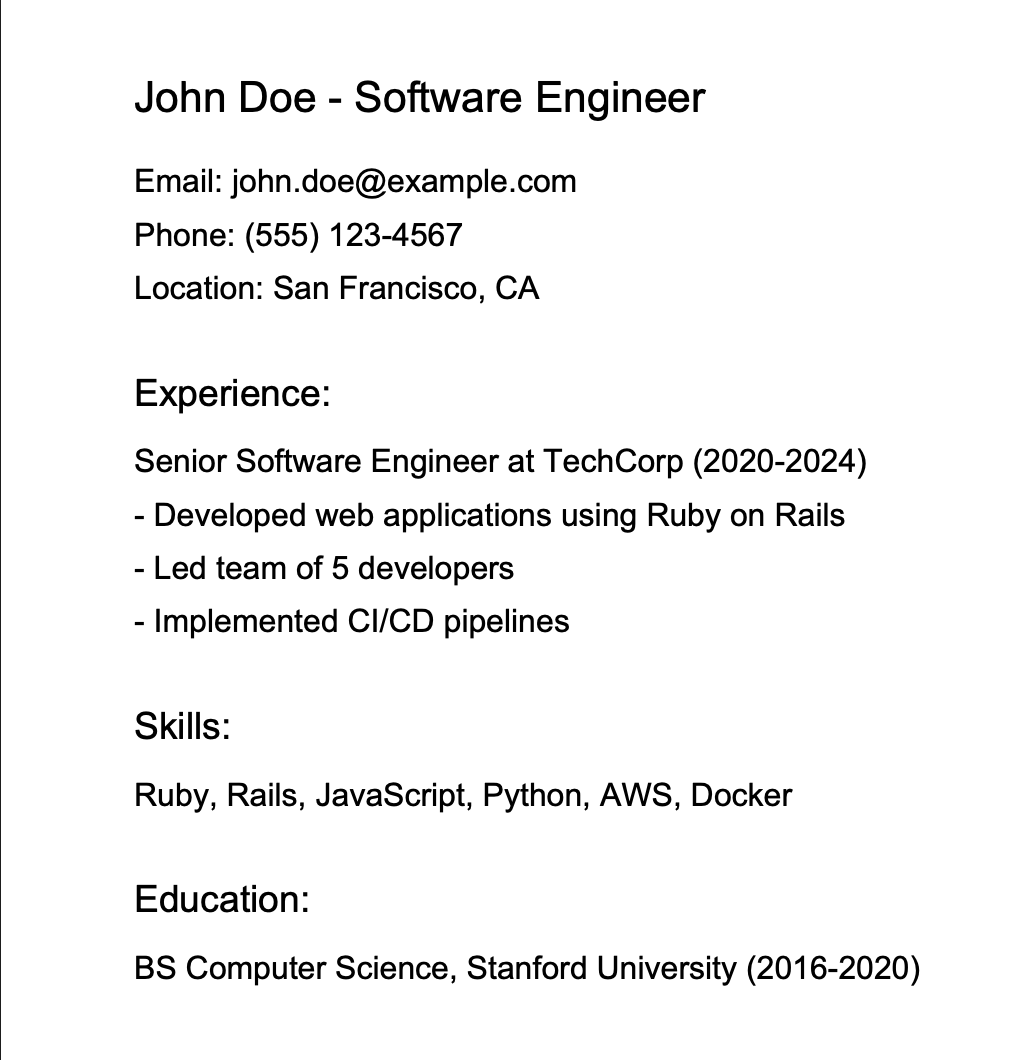 John Doe - Software Engineer
Email: john.doe@example.com
Phone: (555) 123-4567
Location: San Francisco, CA
Experience:
Senior Software Engineer at TechCorp (2020-2024)
- Developed web applications using Ruby on Rails
- Led team of 5 developers
- Implemented CI/CD pipelines
Skills:
Ruby, Rails, JavaScript, Python, AWS, Docker
Education:
BS Computer Science, Stanford University (2016-2020)